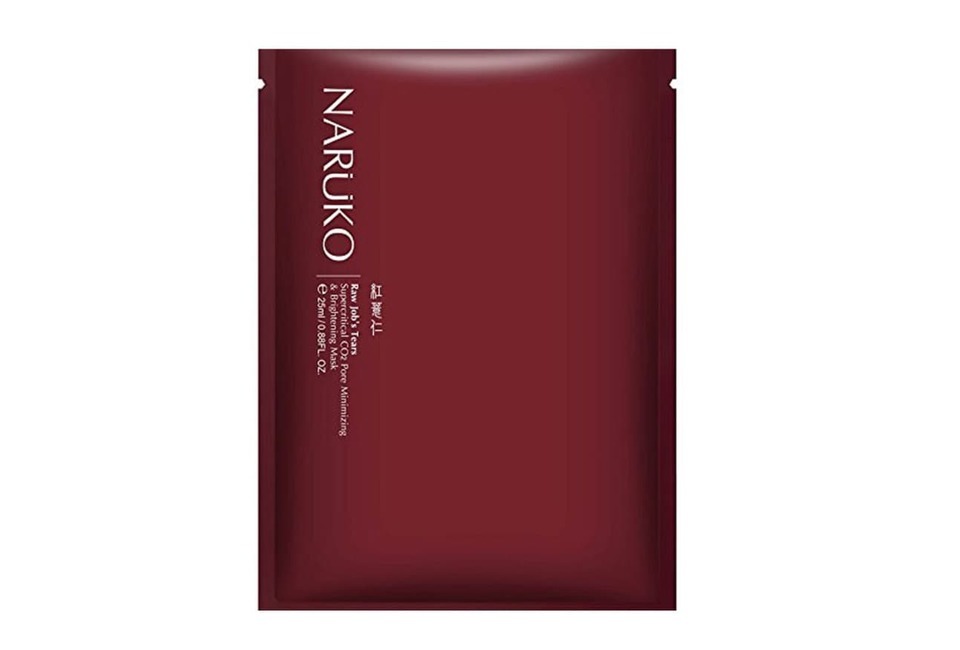 NARÜKO
紅薏仁
Raw Job's Tears
Supercritical CO₂ Pore Minimizing
& Brightening Mask
e 25ml / 0.88FL. OZ.